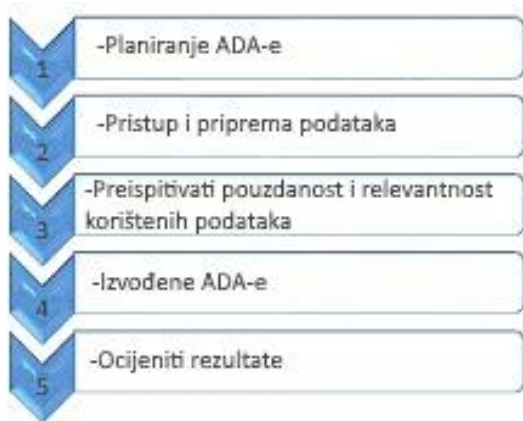 1
-Planiranje ADA-e
2
-Pristup i priprema podataka
3
-Preispitivati pouzdanost i relevantnost
korištenih podataka
4
-Izvođene ADA-e
5
-Ocijeniti rezultate